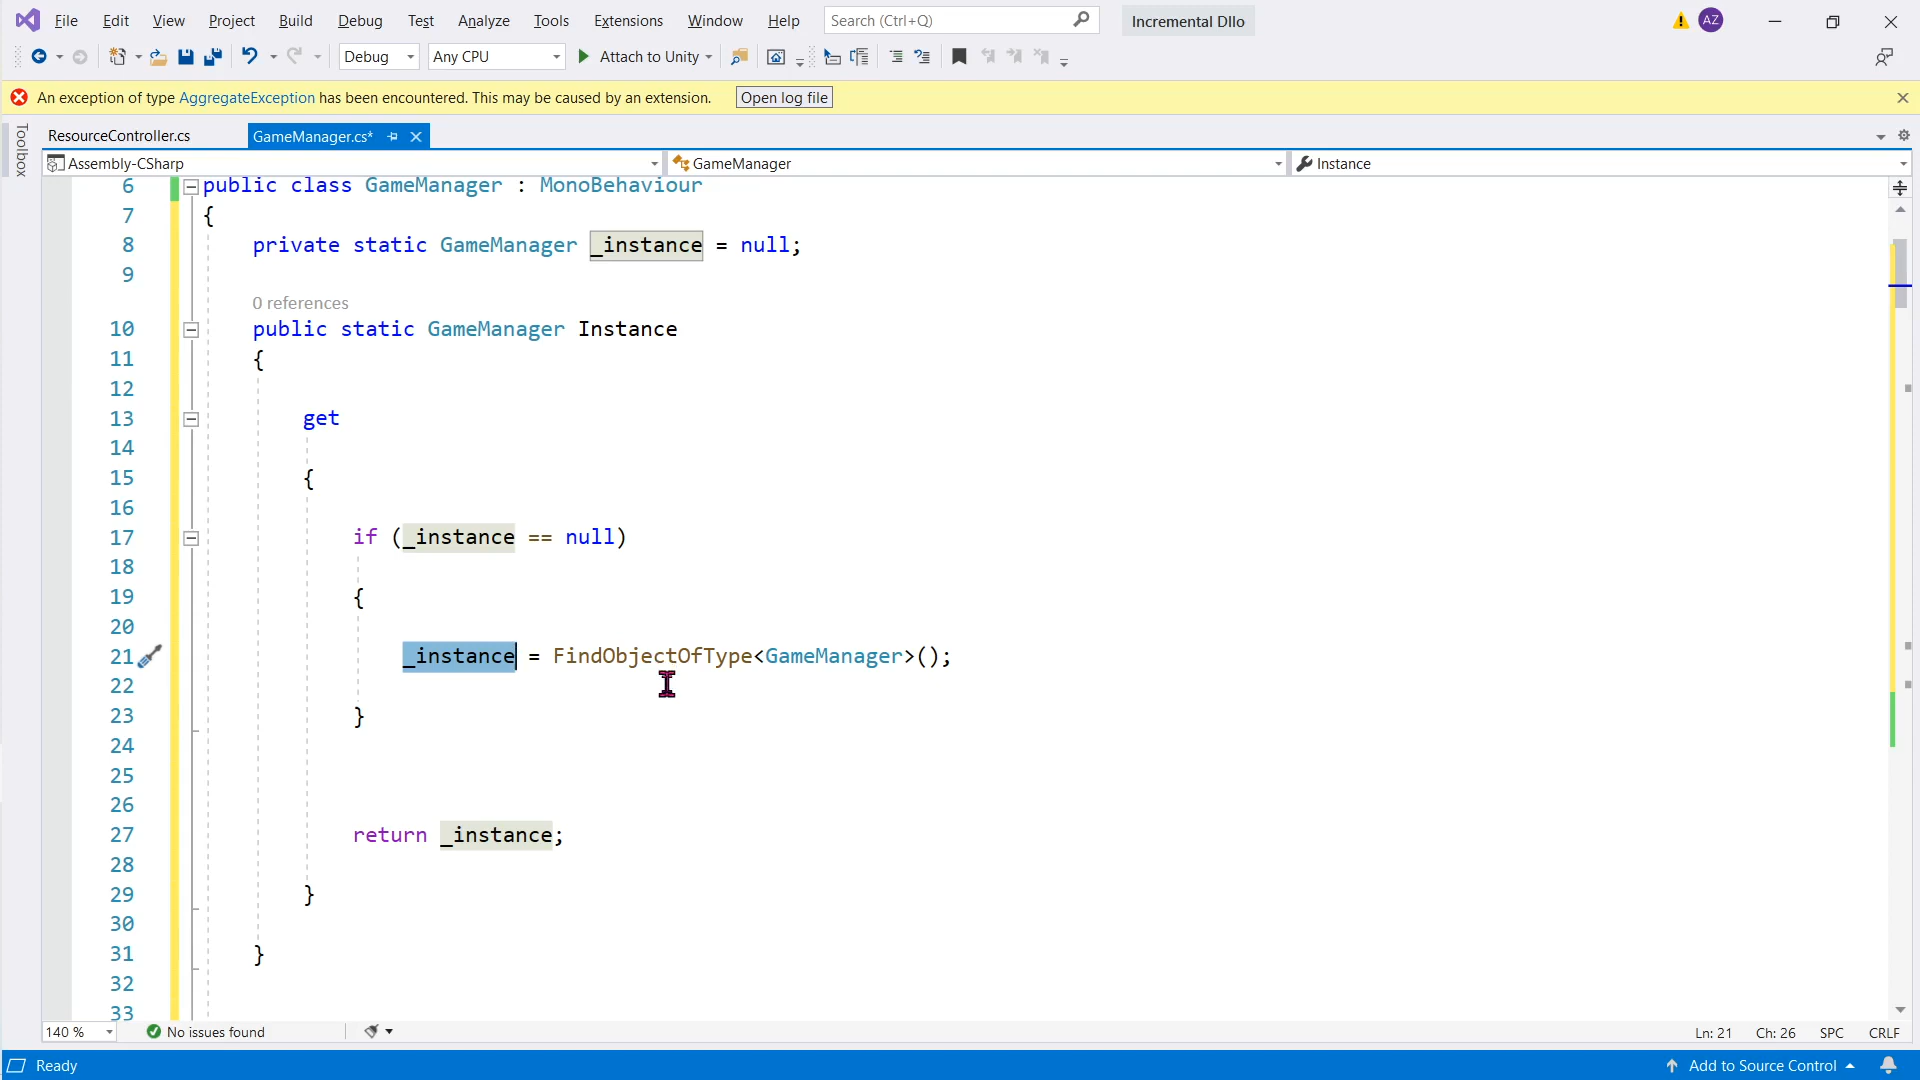 File Edit View Project Build Debug Test Analyze Tools Extensions Window Help Search (Ctrl+Q) Incremental Dllo AZ
Debug Any CPU Attach to Unity
An exception of type AggregateException has been encountered. This may be caused by an extension. Open log file
Toolbox
ResourceController.cs GameManager.cs*
Assembly-CSharp GameManager Instance
6 public class GameManager : MonoBehaviour
7 {
8 private static GameManager _instance = null;
9
0 references
10 public static GameManager Instance
11 {
12
13 get
14
15 {
16
17 if (_instance == null)
18
19 {
20
21 _instance = FindObjectOfType<GameManager>();
22
23 }
24
25
26
27 return _instance;
28
29 }
30
31 }
32
33
140 % No issues found Ln: 21 Ch: 26 SPC CRLF
Ready Add to Source Control